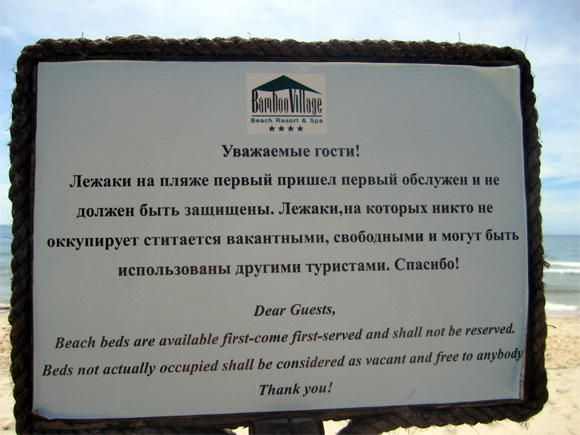 Bamboo Village
Beach Resort & Spa
★★★★
Уважаемые гости!
Лежаки на пляже первый пришел первый обслужен и не
должен быть защищены. Лежаки,на которых никто не
оккупирует ститается вакантными, свободными и могут быть
использованы другими туристами. Спасибо!
Dear Guests,
Beach beds are available first-come first-served and shall not be reserved.
Beds not actually occupied shall be considered as vacant and free to anybody
Thank you!